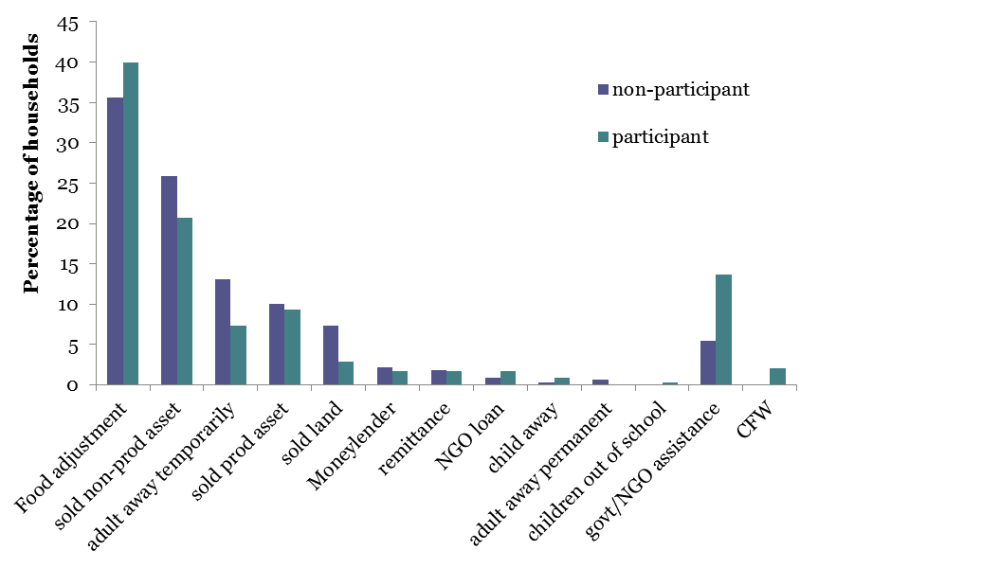 Percentage of households
45
40
35
30
25
20
15
10
5
0
non-participant
participant
Food adjustment
sold non-prod asset
adult away temporarily
sold prod asset
sold land
Moneylender
remittance
NGO loan
child away
adult away permanent
children out of school
govt/NGO assistance
CFW